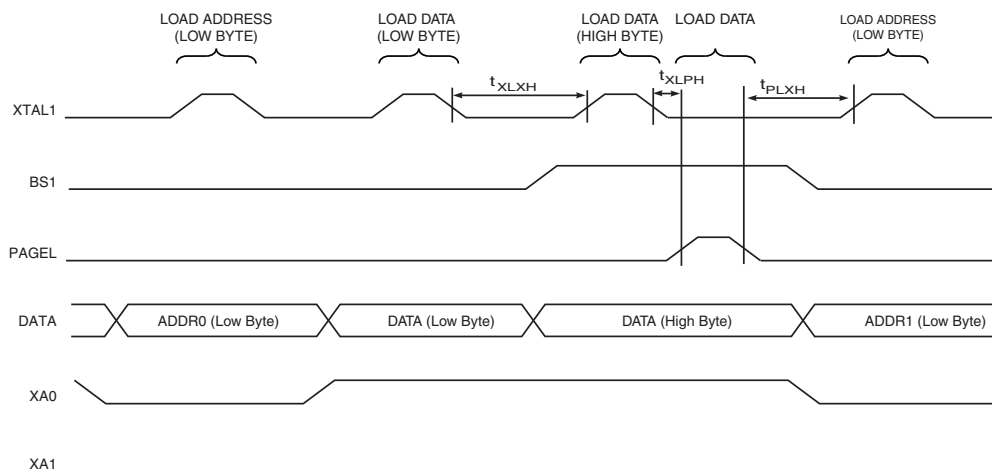 LOAD ADDRESS
(LOW BYTE)
LOAD DATA
(LOW BYTE)
LOAD DATA
(HIGH BYTE)
LOAD DATA
LOAD ADDRESS
(LOW BYTE)
tXLXH
tXLPH
tPLXH
XTAL1
BS1
PAGEL
DATA
ADDR0 (Low Byte)
DATA (Low Byte)
DATA (High Byte)
ADDR1 (Low Byte)
XA0
XA1